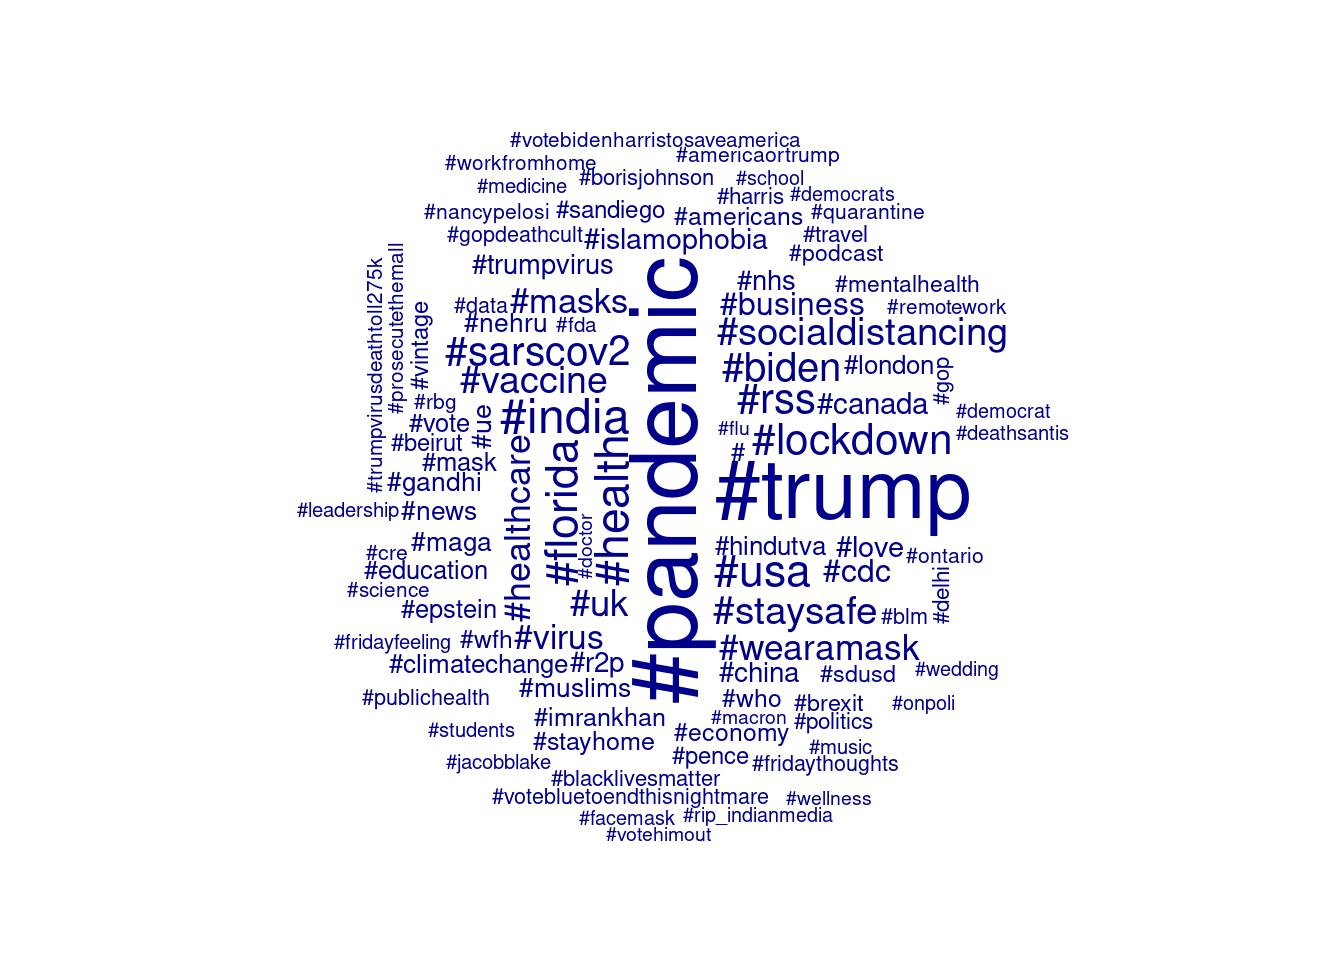 #votebidenharristosaveamerica
#workfromhome
#americaortrump
#medicine
#borisjohnson
#school
#harris
#democrats
#nancypelosi
#sandiego
#americans
#quarantine
#gopdeathcult
#islamophobia
#travel
#podcast
#trumpvirus
#nhs
#mentalhealth
#data
#masks
#business
#remotework
#nehru
#fda
#socialdistancing
#trumpvirusdeathtoll275k
#prosecutethemall
#vintage
#sarscov2
#pandemic
#biden
#london
#gop
#vaccine
#rbg
#rss
#canada
#democrat
#vote
#ue
#india
#flu
#lockdown
#deathsantis
#beirut
#mask
#
#gandhi
#healthcare
#florida
#doctor
#health
#trump
#leadership
#news
#maga
#hindutva
#love
#ontario
#cre
#education
#usa
#cdc
#delhi
#science
#epstein
#uk
#staysafe
#blm
#fridayfeeling
#wfh
#virus
#wearamask
#climatechange
#r2p
#china
#sdusd
#wedding
#publichealth
#muslims
#who
#brexit
#onpoli
#imrankhan
#macron
#politics
#students
#stayhome
#economy
#music
#pence
#jacobblake
#fridaythoughts
#blacklivesmatter
#votebluetoendthisnightmare
#wellness
#facemask
#rip_indianmedia
#votehimout